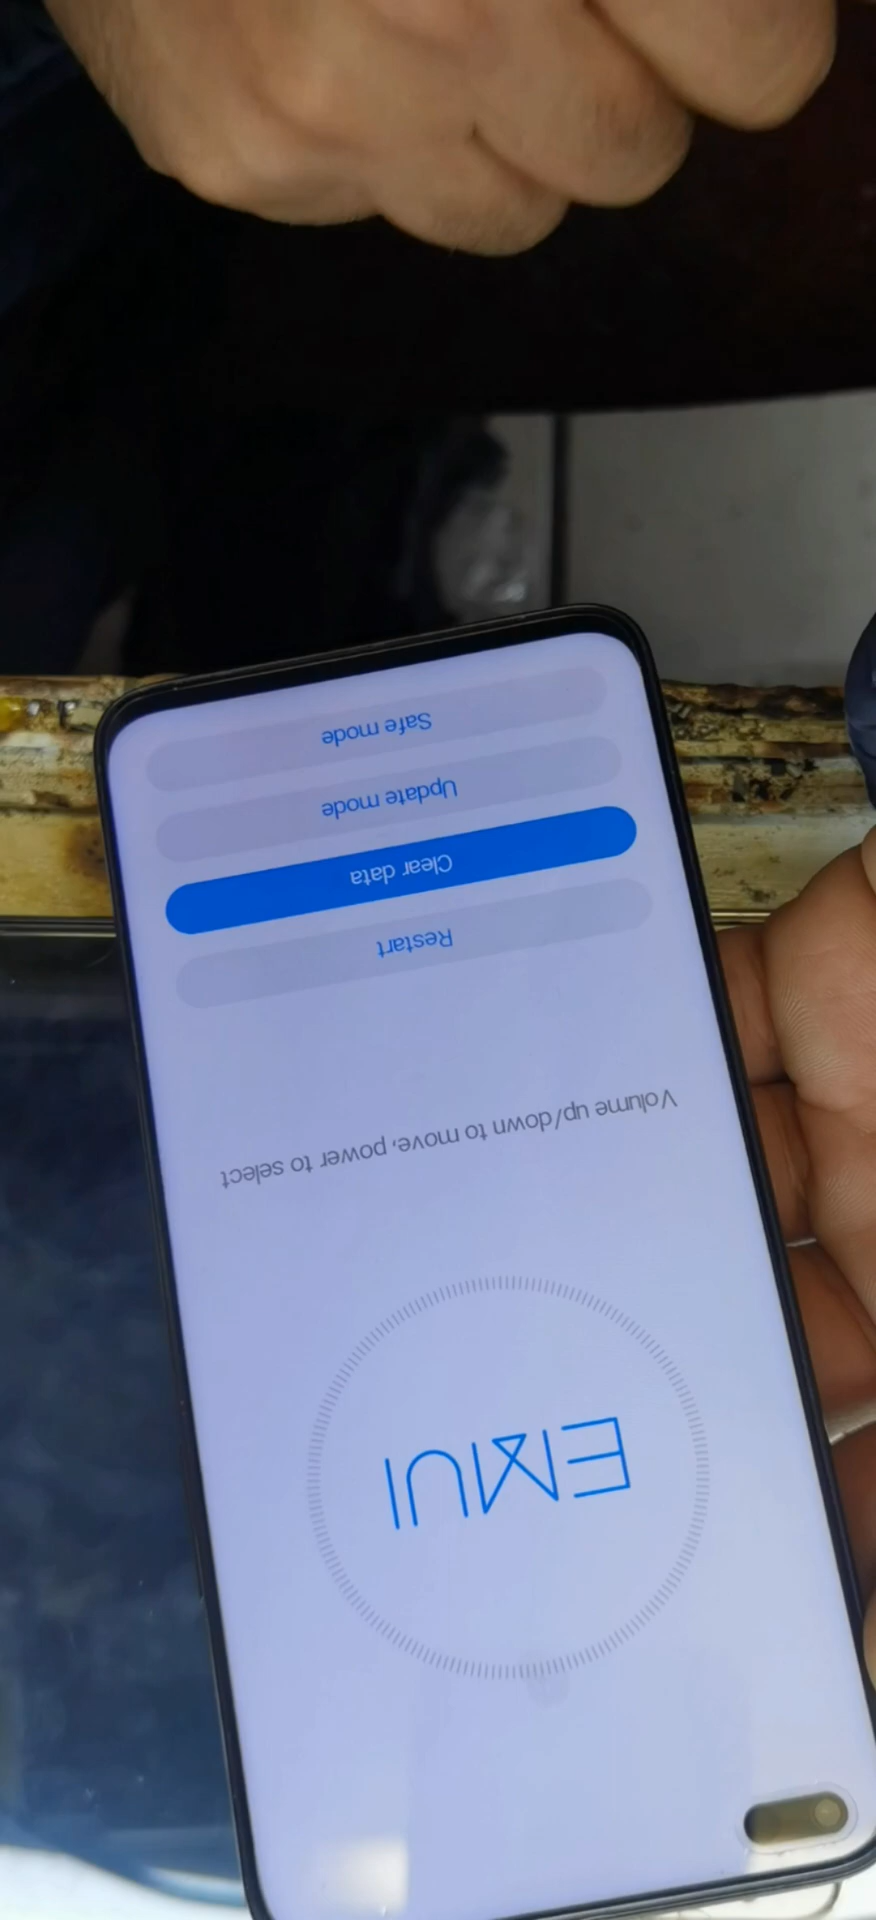 EMUI
Volume up/down to move, power to select
Restart
Clear data
Update mode
Safe mode